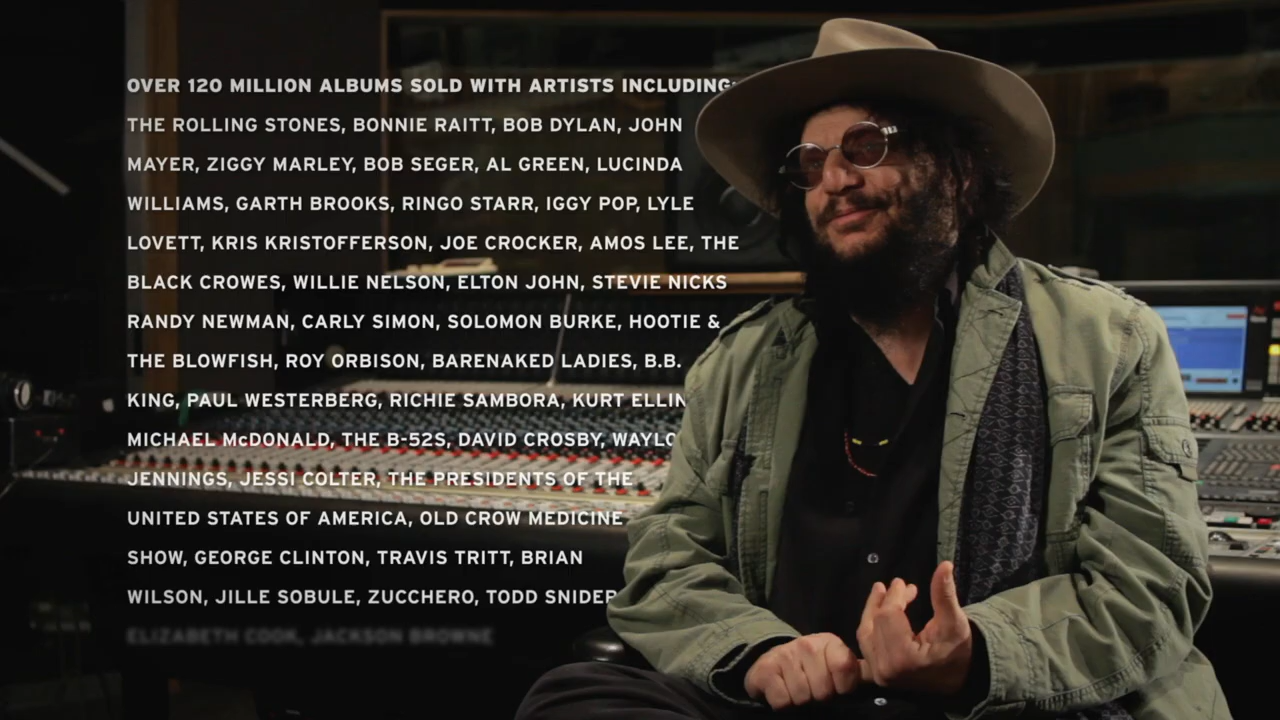 OVER 120 MILLION ALBUMS SOLD WITH ARTISTS INCLUDING:
THE ROLLING STONES, BONNIE RAITT, BOB DYLAN, JOHN
MAYER, ZIGGY MARLEY, BOB SEGER, AL GREEN, LUCINDA
WILLIAMS, GARTH BROOKS, RINGO STARR, IGGY POP, LYLE
LOVETT, KRIS KRISTOFFERSON, JOE CROCKER, AMOS LEE, THE
BLACK CROWES, WILLIE NELSON, ELTON JOHN, STEVIE NICKS
RANDY NEWMAN, CARLY SIMON, SOLOMON BURKE, HOOTIE &
THE BLOWFISH, ROY ORBISON, BARENAKED LADIES, B.B.
KING, PAUL WESTERBERG, RICHIE SAMBORA, KURT ELLIN
MICHAEL McDONALD, THE B-52S, DAVID CROSBY, WAYLO
JENNINGS, JESSI COLTER, THE PRESIDENTS OF THE
UNITED STATES OF AMERICA, OLD CROW MEDICINE
SHOW, GEORGE CLINTON, TRAVIS TRITT, BRIAN
WILSON, JILLE SOBULE, ZUCCHERO, TODD SNIDER
ELIZABETH COOK, JACKSON BROWNE